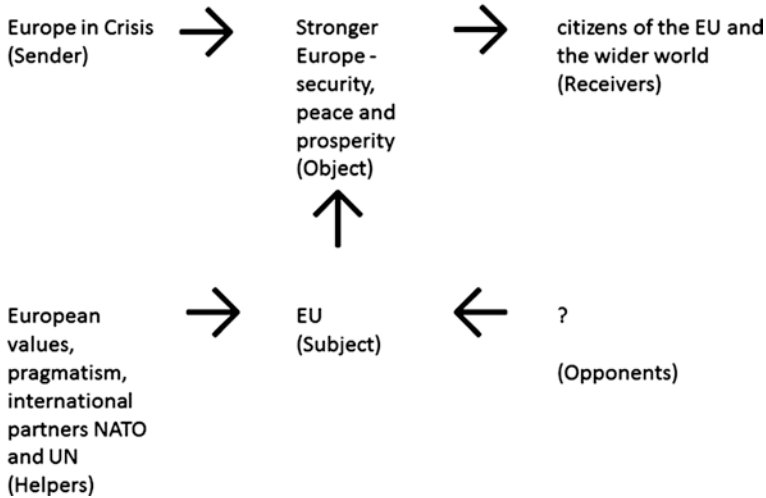 Europe in Crisis
(Sender)
Stronger
Europe -
security,
peace and
prosperity
(Object)
citizens of the EU and
the wider world
(Receivers)
European
values,
pragmatism,
international
partners NATO
and UN
(Helpers)
EU
(Subject)
?
(Opponents)